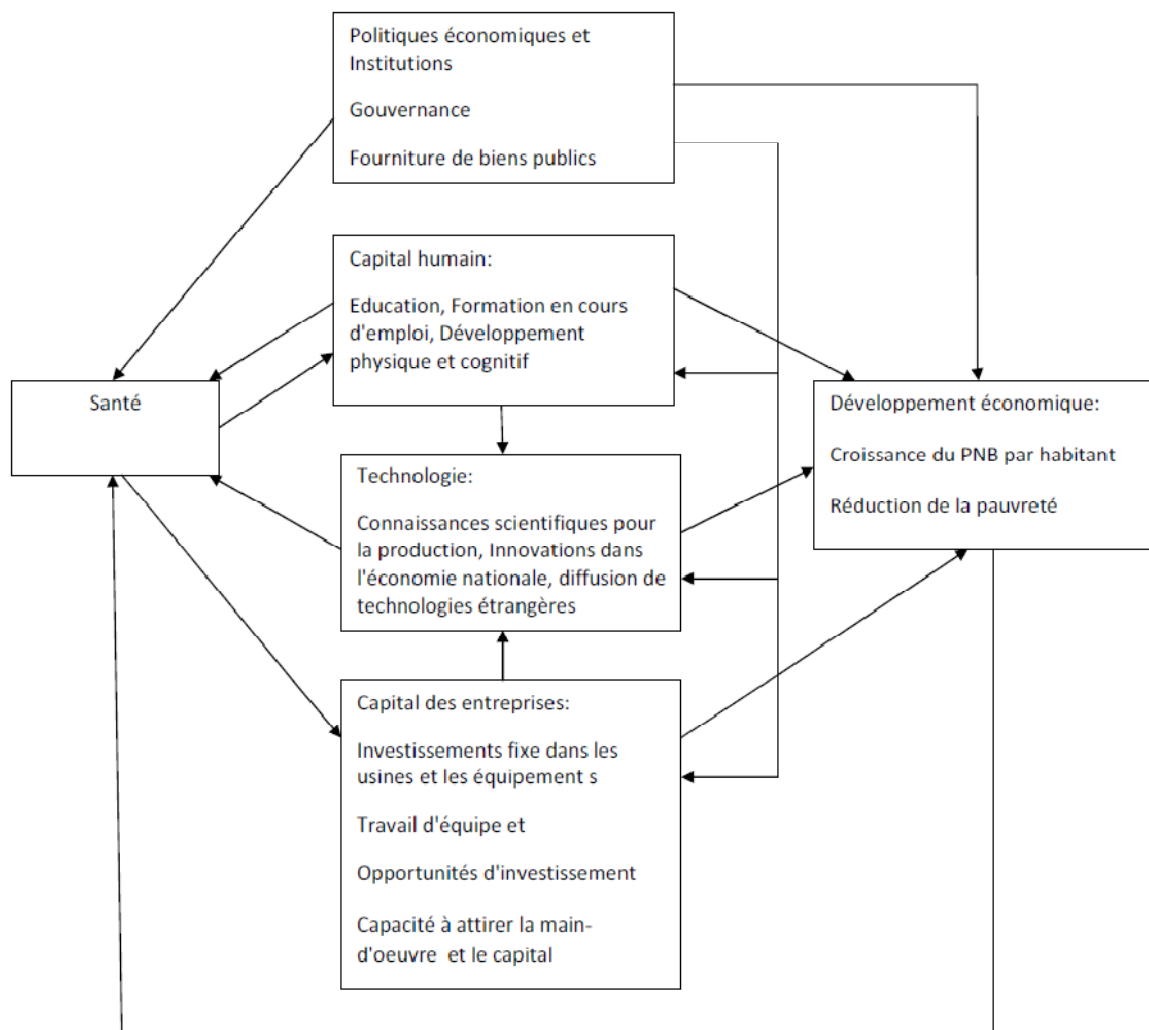 Politiques économiques et
Institutions
Gouvernance
Fourniture de biens publics
Capital humain:
Education, Formation en cours
d'emploi, Développement
physique et cognitif
Santé
Développement économique:
Croissance du PNB par habitant
Réduction de la pauvreté
Technologie:
Connaissances scientifiques pour
la production, Innovations dans
l'économie nationale, diffusion de
technologies étrangères
Capital des entreprises:
Investissements fixe dans les
usines et les équipement s
Travail d'équipe et
Opportunités d'investissement
Capacité à attirer la main-
d'oeuvre et le capital